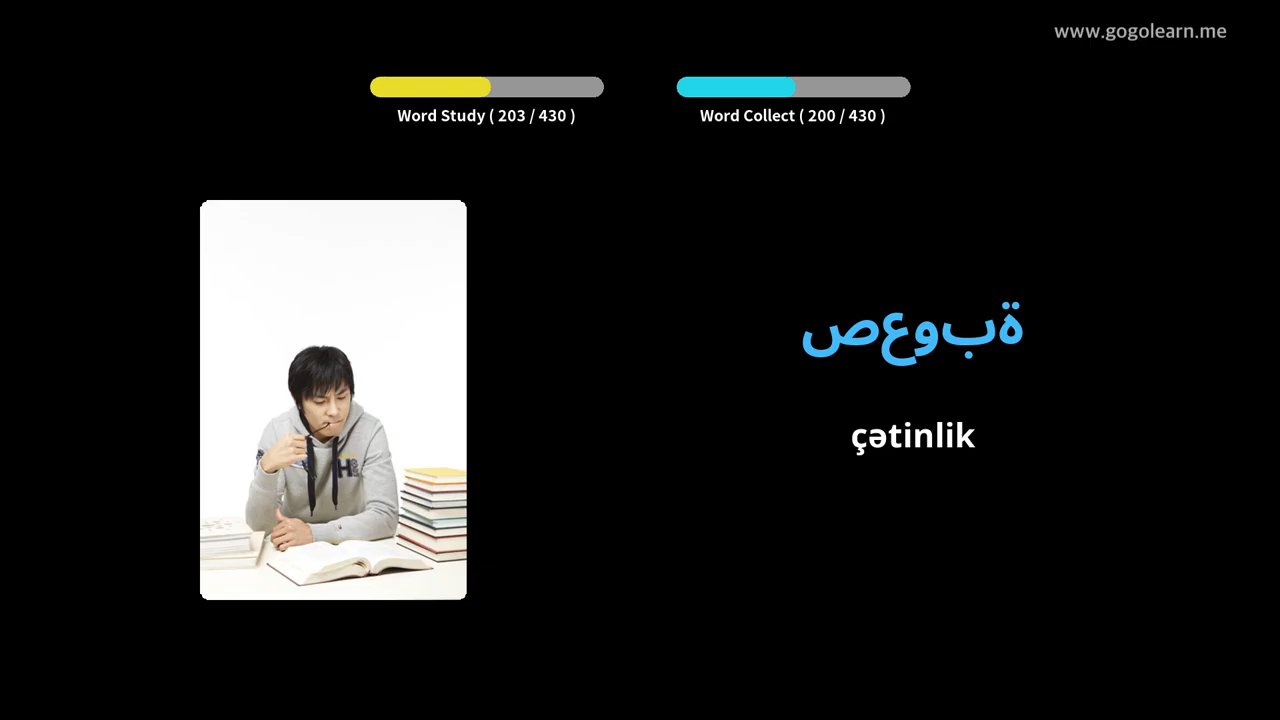 www.gogolearn.me
Word Study ( 203 / 430 )
Word Collect ( 200 / 430 )
صعوبة
çətinlik